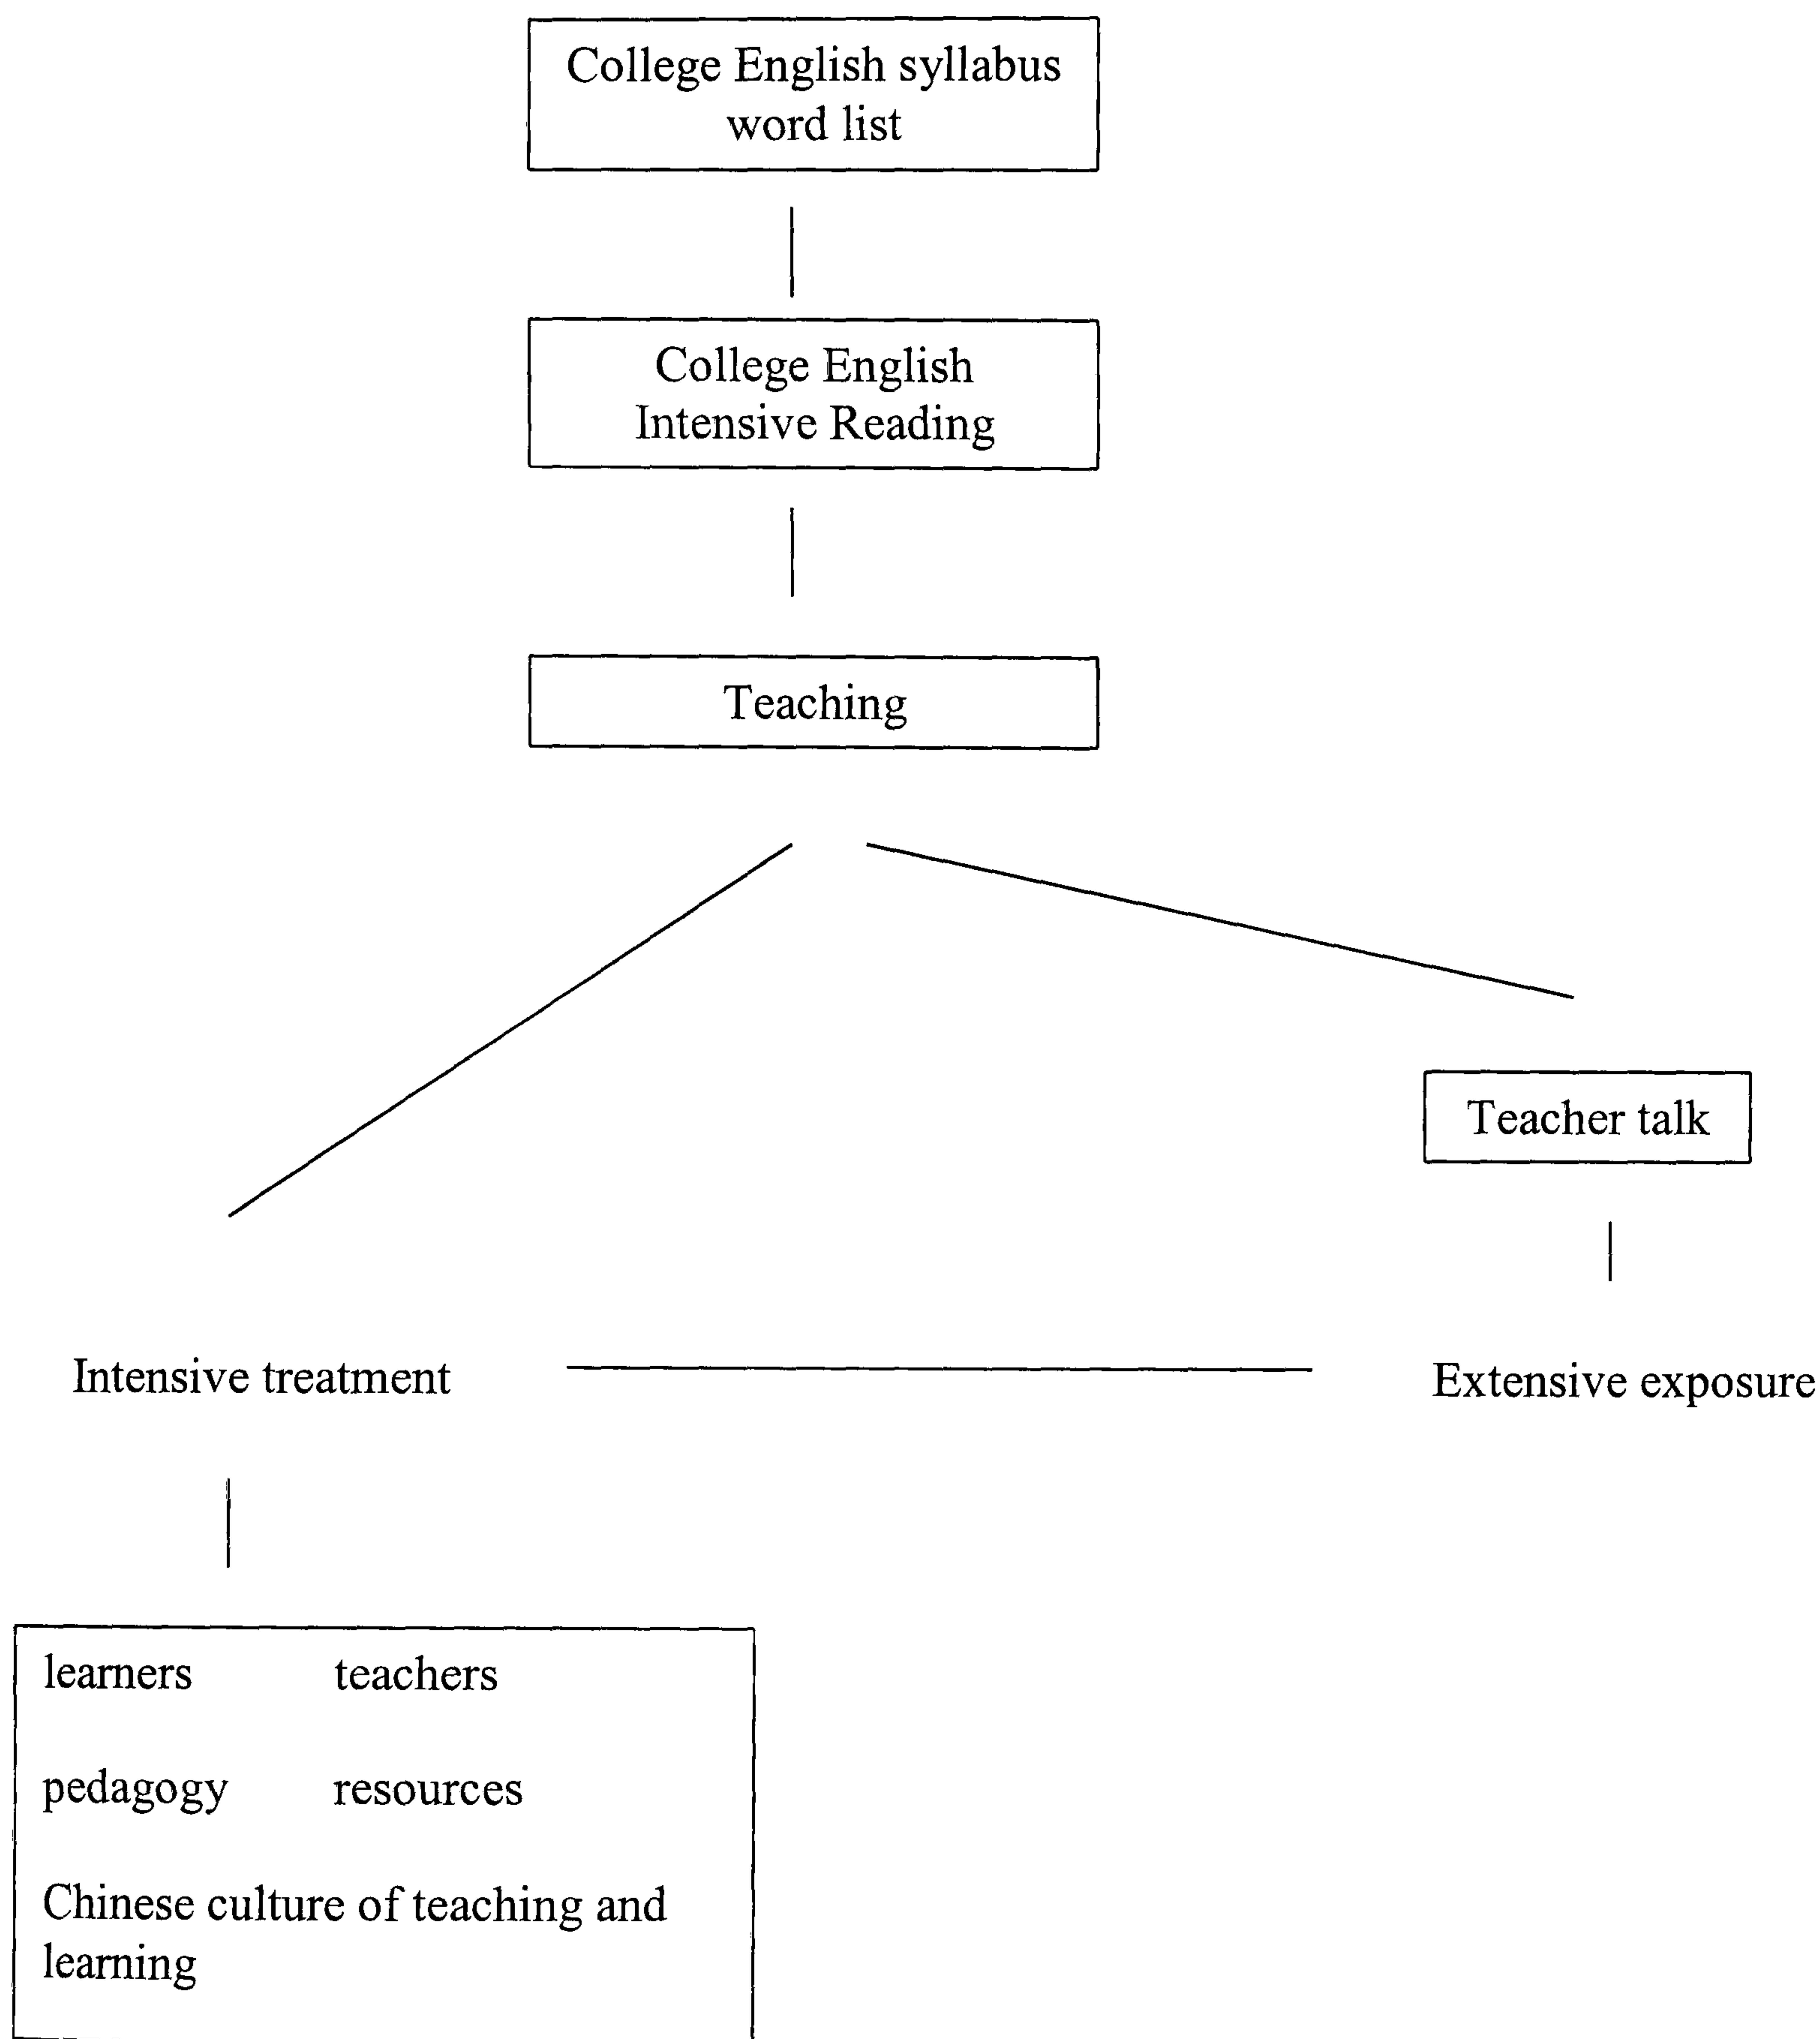 College English syllabus
word list
College English
Intensive Reading
Teaching
Teacher talk
Intensive treatment
Extensive exposure
learners teachers
pedagogy resources
Chinese culture of teaching and
learning